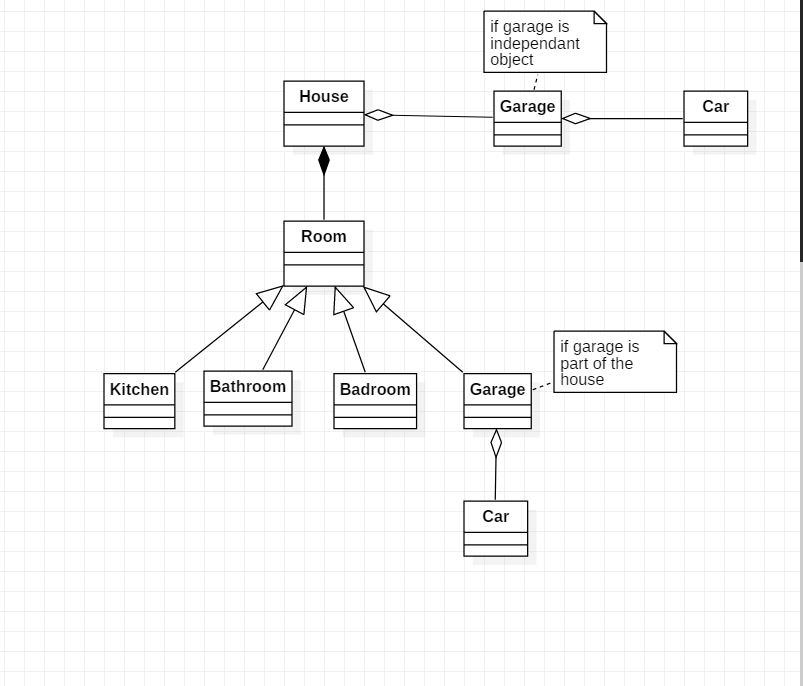 if garage is
independant
object
House
Garage
Car
Room
Kitchen
Bathroom
Badroom
Garage
if garage is
part of the
house
Car